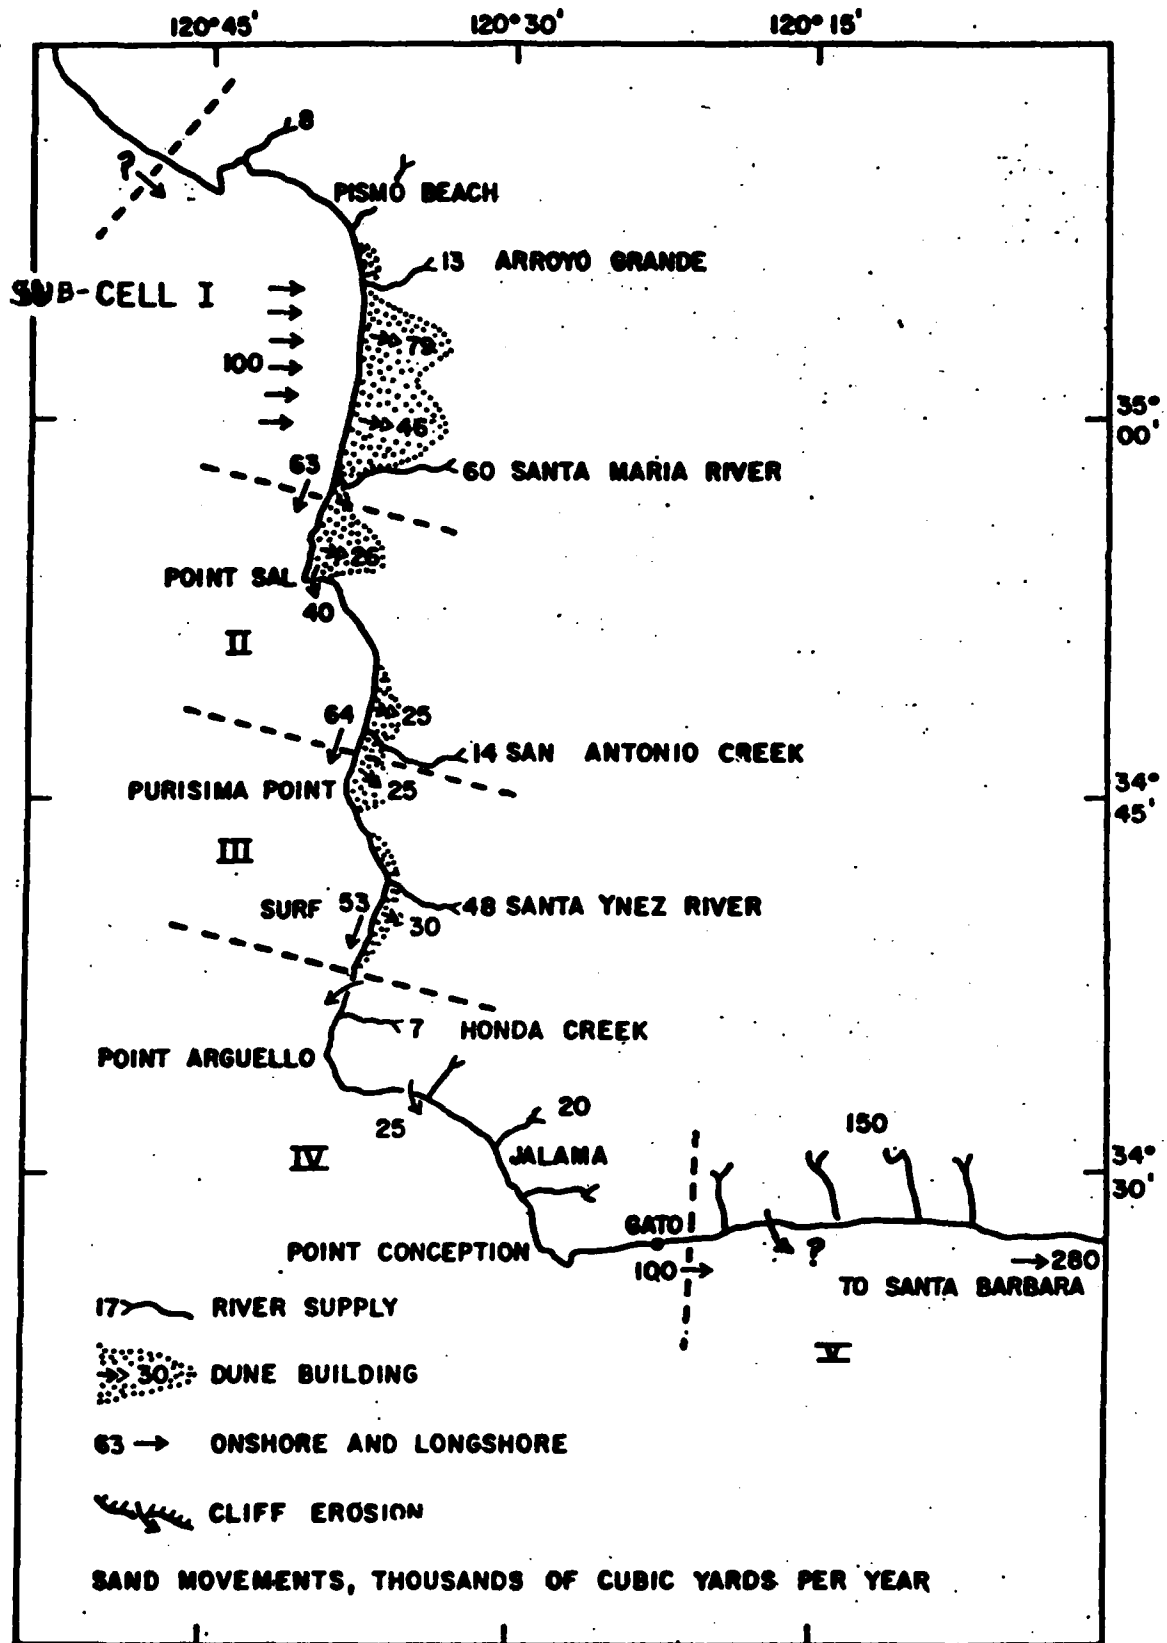 120°45' 120°30' 120°15'
8
?
PISMO BEACH
13 ARROYO GRANDE
SUB-CELL I
79
100
46
35°
00'
63
60 SANTA MARIA RIVER
26
POINT SAL
40
II
64
25
14 SAN ANTONIO CREEK
PURISIMA POINT
25
34°
45'
III
SURF 53
48 SANTA YNEZ RIVER
30
7 HONDA CREEK
POINT ARGUELLO
20
25
150
IV
JALAMA
34°
30'
GATO
POINT CONCEPTION
?
100
280
TO SANTA BARBARA
17 RIVER SUPPLY
V
30 DUNE BUILDING
63 → ONSHORE AND LONGSHORE
CLIFF EROSION
SAND MOVEMENTS, THOUSANDS OF CUBIC YARDS PER YEAR